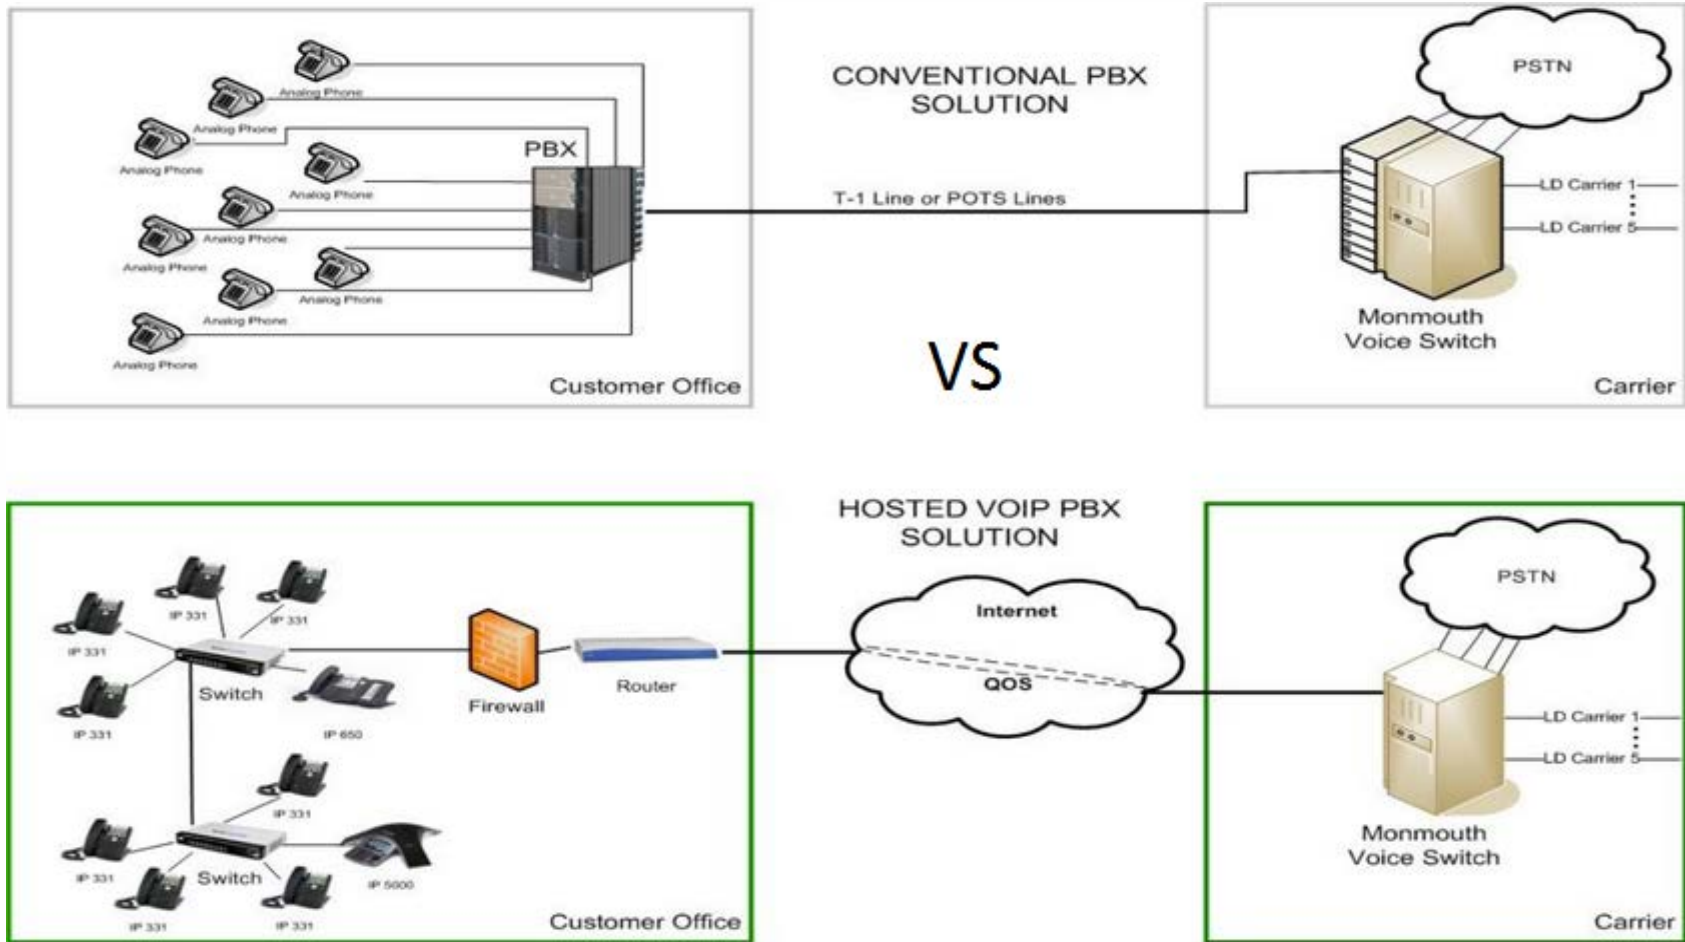 CONVENTIONAL PBX
SOLUTION
PSTN
Analog Phone
Analog Phone
Analog Phone
Analog Phone
Analog Phone
Analog Phone
Analog Phone
Analog Phone
Analog Phone
PBX
T-1 Line or POTS Lines
LD Carrier 1
LD Carrier 5
Monmouth
Voice Switch
Customer Office
VS
Carrier
HOSTED VOIP PBX
SOLUTION
IP 331
IP 331
IP 331
IP 331
Switch
IP 650
Firewall
Router
Internet
QOS
PSTN
LD Carrier 1
LD Carrier 5
Monmouth
Voice Switch
IP 331
IP 331
Switch
IP 5000
IP 331
IP 331
Customer Office
Carrier